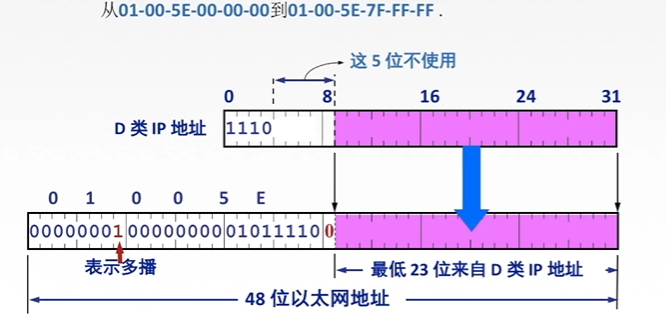 从01-00-5E-00-00-00到01-00-5E-7F-FF-FF .
这 5 位不使用
0 8 16 24 31
D 类 IP 地址 1110
0 1 0 0 5 E
00000001 00000000 01011110 0
表示多播
最低 23 位来自 D 类 IP 地址
48 位以太网地址